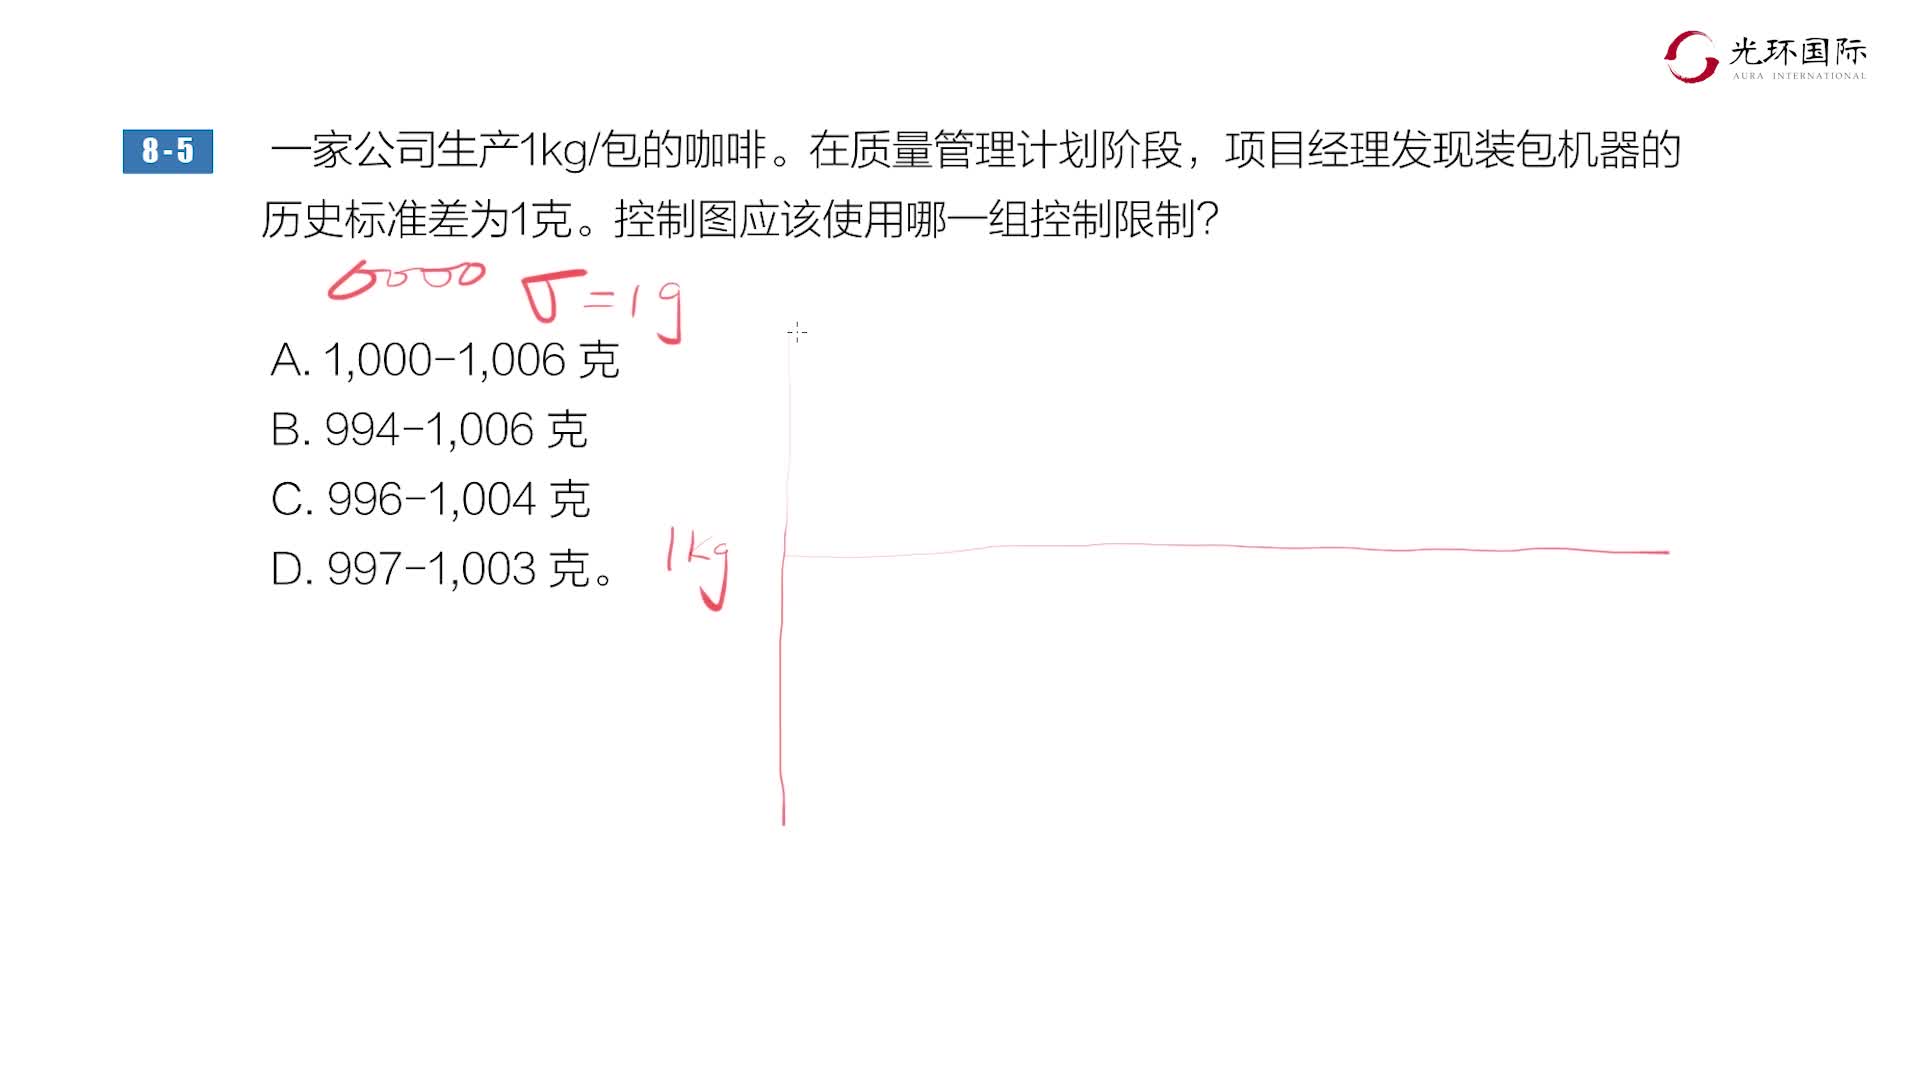 光环国际
AURA INTERNATIONAL
8-5
一家公司生产1kg/包的咖啡。在质量管理计划阶段，项目经理发现装包机器的
历史标准差为1克。控制图应该使用哪一组控制限制？
σ=1g
A. 1,000-1,006 克
B. 994-1,006 克
C. 996-1,004 克
D. 997-1,003 克。
1kg